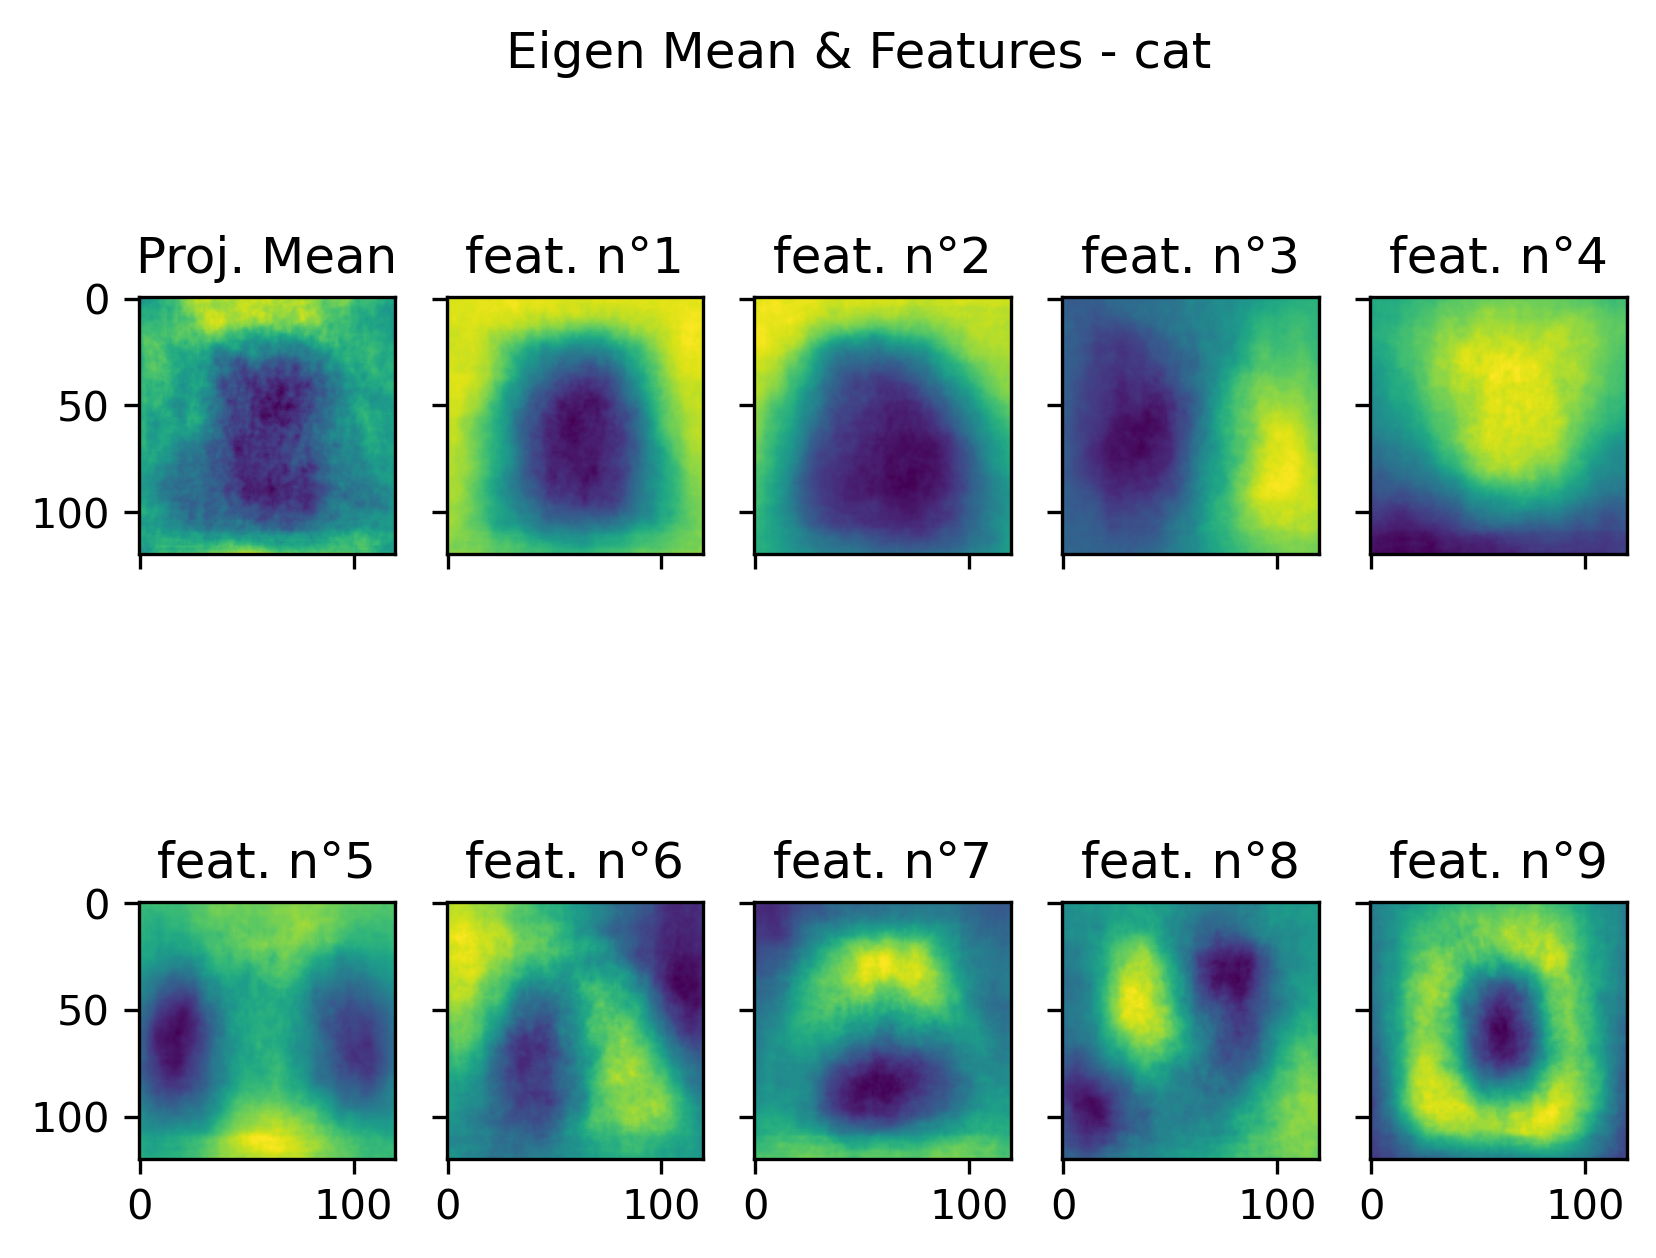 Eigen Mean & Features - cat
Proj. Mean feat. n°1 feat. n°2 feat. n°3 feat. n°4
0
50
100
feat. n°5 feat. n°6 feat. n°7 feat. n°8 feat. n°9
0
50
100
0 100 0 100 0 100 0 100 0 100